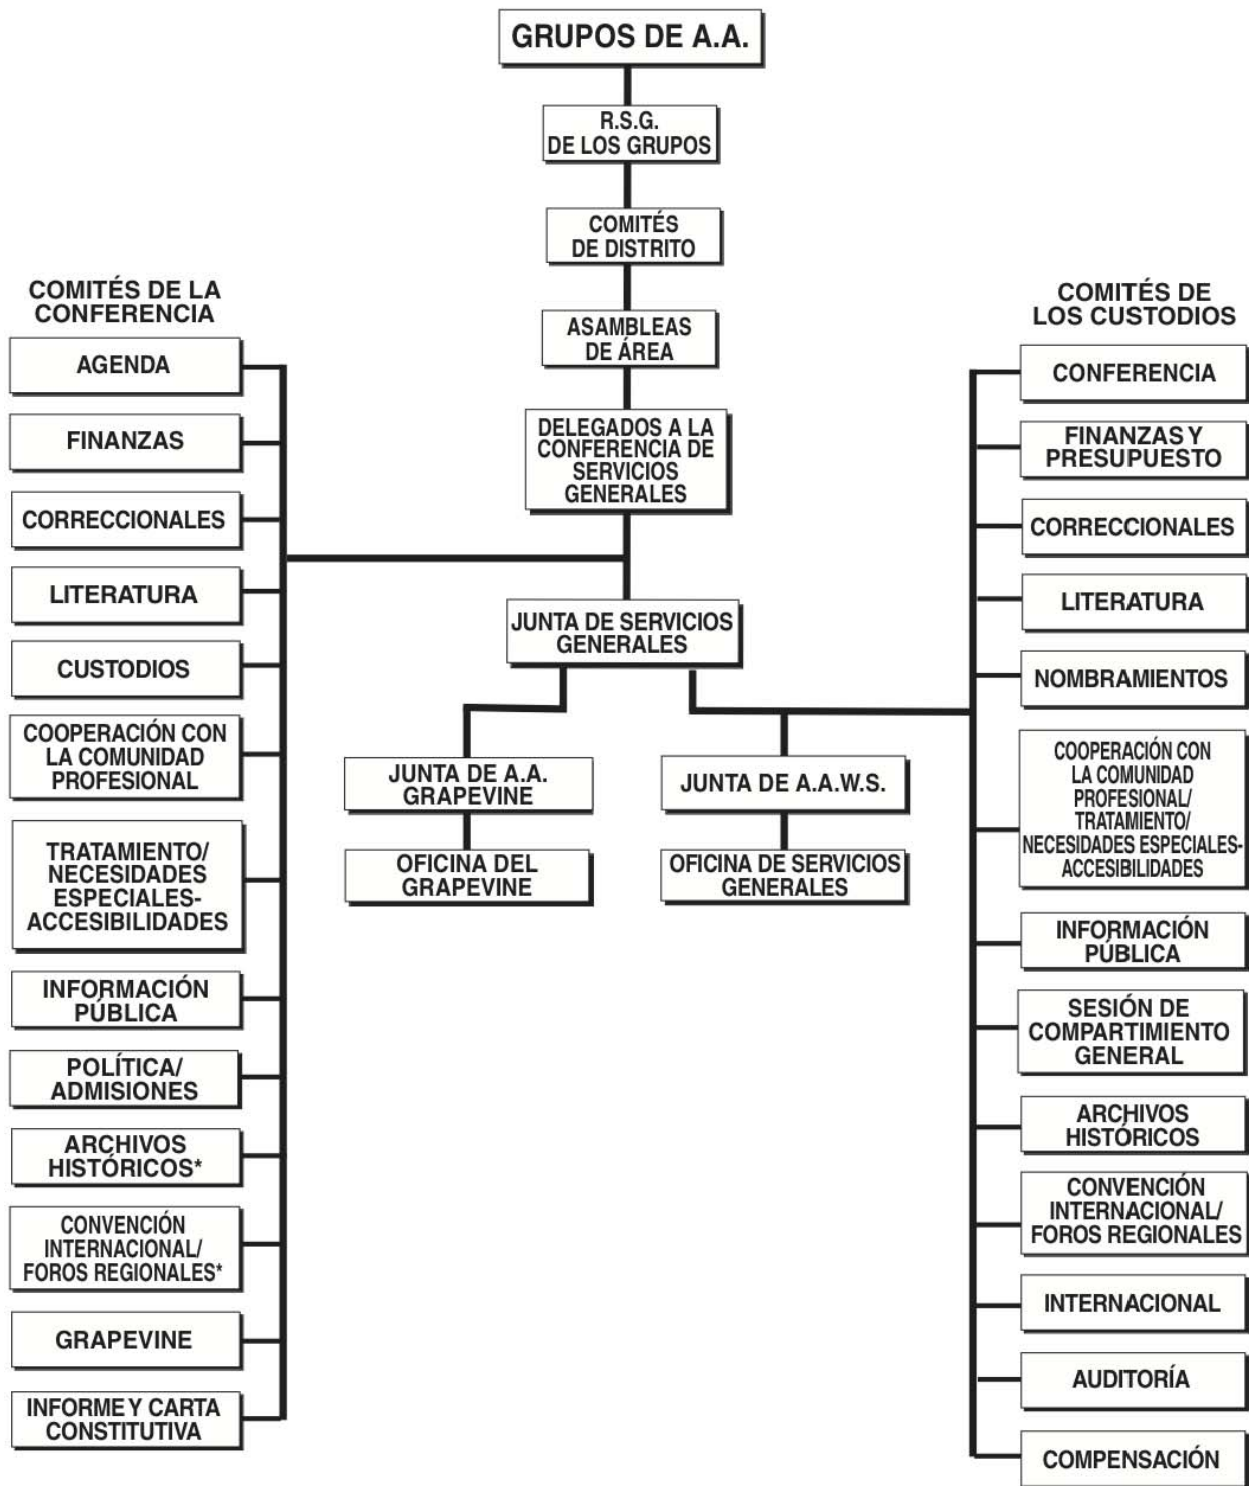 GRUPOS DE A.A.
R.S.G.
DE LOS GRUPOS
COMITÉS
DE DISTRITO
ASAMBLEAS
DE ÁREA
DELEGADOS A LA
CONFERENCIA DE
SERVICIOS
GENERALES
JUNTA DE SERVICIOS
GENERALES
JUNTA DE A.A.
GRAPEVINE
OFICINA DEL
GRAPEVINE
JUNTA DE A.A.W.S.
OFICINA DE SERVICIOS
GENERALES
COMITÉS DE LA
CONFERENCIA
AGENDA
FINANZAS
CORRECCIONALES
LITERATURA
CUSTODIOS
COOPERACIÓN CON
LA COMUNIDAD
PROFESIONAL
TRATAMIENTO/
NECESIDADES
ESPECIALES-
ACCESIBILIDADES
INFORMACIÓN
PÚBLICA
POLÍTICA/
ADMISIONES
ARCHIVOS
HISTÓRICOS*
CONVENCIÓN
INTERNACIONAL/
FOROS REGIONALES*
GRAPEVINE
INFORME Y CARTA
CONSTITUTIVA
COMITÉS DE
LOS CUSTODIOS
CONFERENCIA
FINANZAS Y
PRESUPUESTO
CORRECCIONALES
LITERATURA
NOMBRAMIENTOS
COOPERACIÓN CON
LA COMUNIDAD
PROFESIONAL/
TRATAMIENTO/
NECESIDADES ESPECIALES-
ACCESIBILIDADES
INFORMACIÓN
PÚBLICA
SESIÓN DE
COMPARTIMIENTO
GENERAL
ARCHIVOS
HISTÓRICOS
CONVENCIÓN
INTERNACIONAL/
FOROS REGIONALES
INTERNACIONAL
AUDITORÍA
COMPENSACIÓN